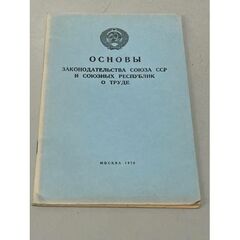 ОСНОВЫ
ЗАКОНОДАТЕЛЬСТВА СОЮЗА ССР
И СОЮЗНЫХ РЕСПУБЛИК
О ТРУДЕ
МОСКВА 1970